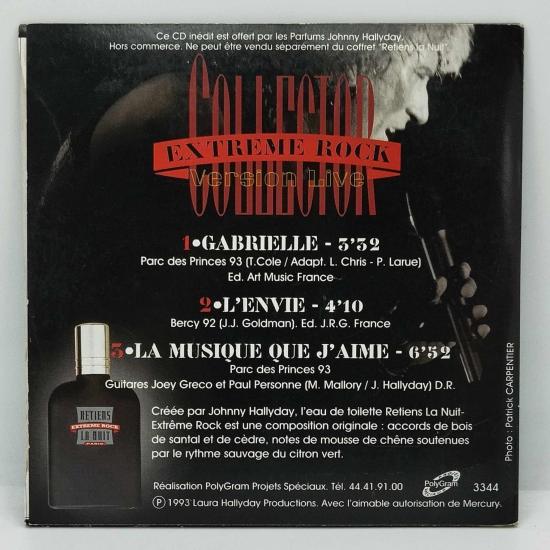 Ce CD inédit est offert par les Parfums Johnny Hallyday.
Hors commerce. Ne peut être vendu séparément du coffret "Retiens la Nuit".
COLLECTOR
EXTREME ROCK
Version Live
1•GABRIELLE - 3'32
Parc des Princes 93 (T.Cole / Adapt. L. Chris - P. Larue)
Ed. Art Music France
2•L'ENVIE - 4'10
Bercy 92 (J.J. Goldman). Ed. J.R.G. France
3•LA MUSIQUE QUE J'AIME - 6'52
Parc des Princes 93
Guitares Joey Greco et Paul Personne (M. Mallory / J. Hallyday) D.R.
RETIENS
EXTREME ROCK
LA NUIT
PARIS
Créée par Johnny Hallyday, l'eau de toilette Retiens La Nuit-
Extrême Rock est une composition originale : accords de bois
de santal et de cèdre, notes de mousse de chêne soutenues
par le rythme sauvage du citron vert.
Photo : Patrick CARPENTIER
Réalisation PolyGram Projets Spéciaux. Tél. 44.41.91.00
PolyGram
3344
Ⓟ 1993 Laura Hallyday Productions. Avec l'aimable autorisation de Mercury.